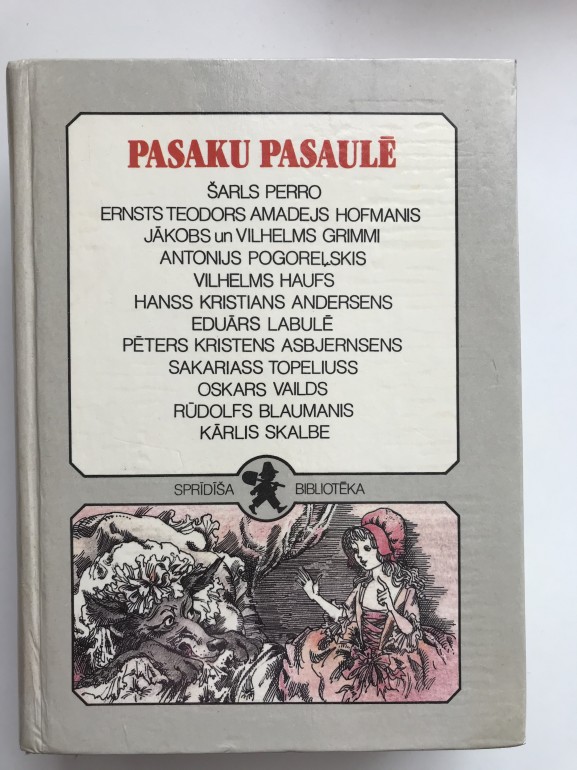 PASAKU PASAULĒ
ŠARLS PERRO
ERNSTS TEODORS AMADEJS HOFMANIS
JĀKOBS un VILHELMS GRIMMI
ANTONIJS POGOREĻSKIS
VILHELMS HAUFS
HANSS KRISTIANS ANDERSENS
EDUĀRS LABULĒ
PĒTERS KRISTENS ASBJERNSENS
SAKARIASS TOPELIUSS
OSKARS VAILDS
RŪDOLFS BLAUMANIS
KĀRLIS SKALBE
SPRĪDĪŠA BIBLIOTĒKA